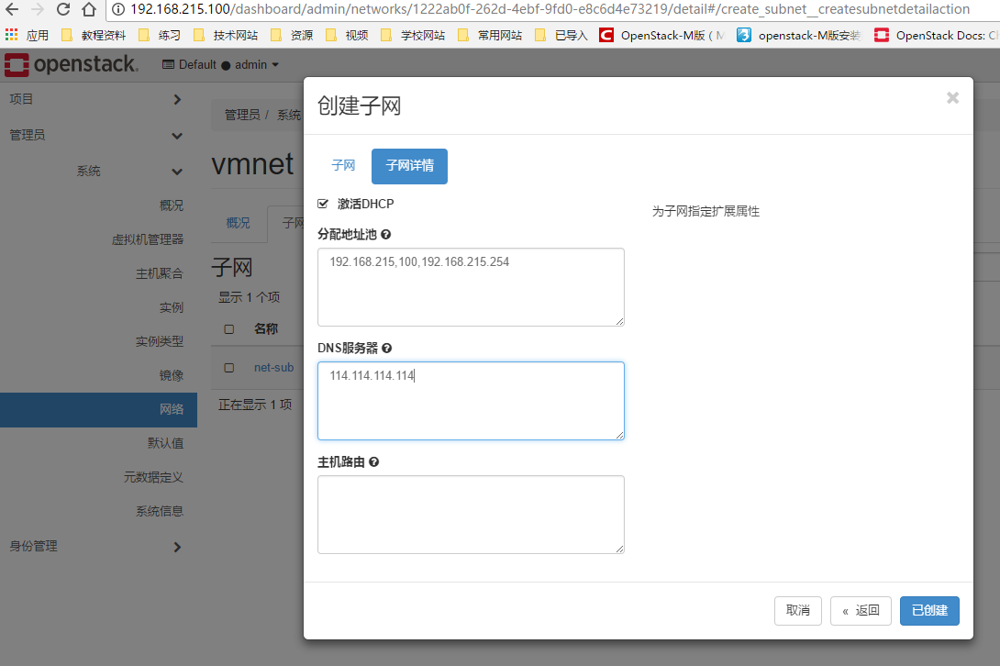 192.168.215.100/dashboard/admin/networks/1222ab0f-262d-4ebf-9fd0-e8c6d4e73219/detail#/create_subnet__createsubnetdetailaction
应用 教程资料 练习 技术网站 资源 视频 学校网站 常用网站 已导入 OpenStack-M版 ( openstack-M版安装 OpenStack Docs:
openstack. Default admin
项目
管理员
系统
概况
虚拟机管理器
主机聚合
实例
实例类型
镜像
网络
默认值
元数据定义
系统信息
身份管理
管理员 / 系统
vmnet
概况 子网
子网
显示 1 个项
名称
net-sub
正在显示 1 项
创建子网 ×
子网 子网详情
激活DHCP
为子网指定扩展属性
分配地址池
192.168.215,100,192.168.215.254
DNS服务器
114.114.114.114
主机路由
取消 « 返回 已创建